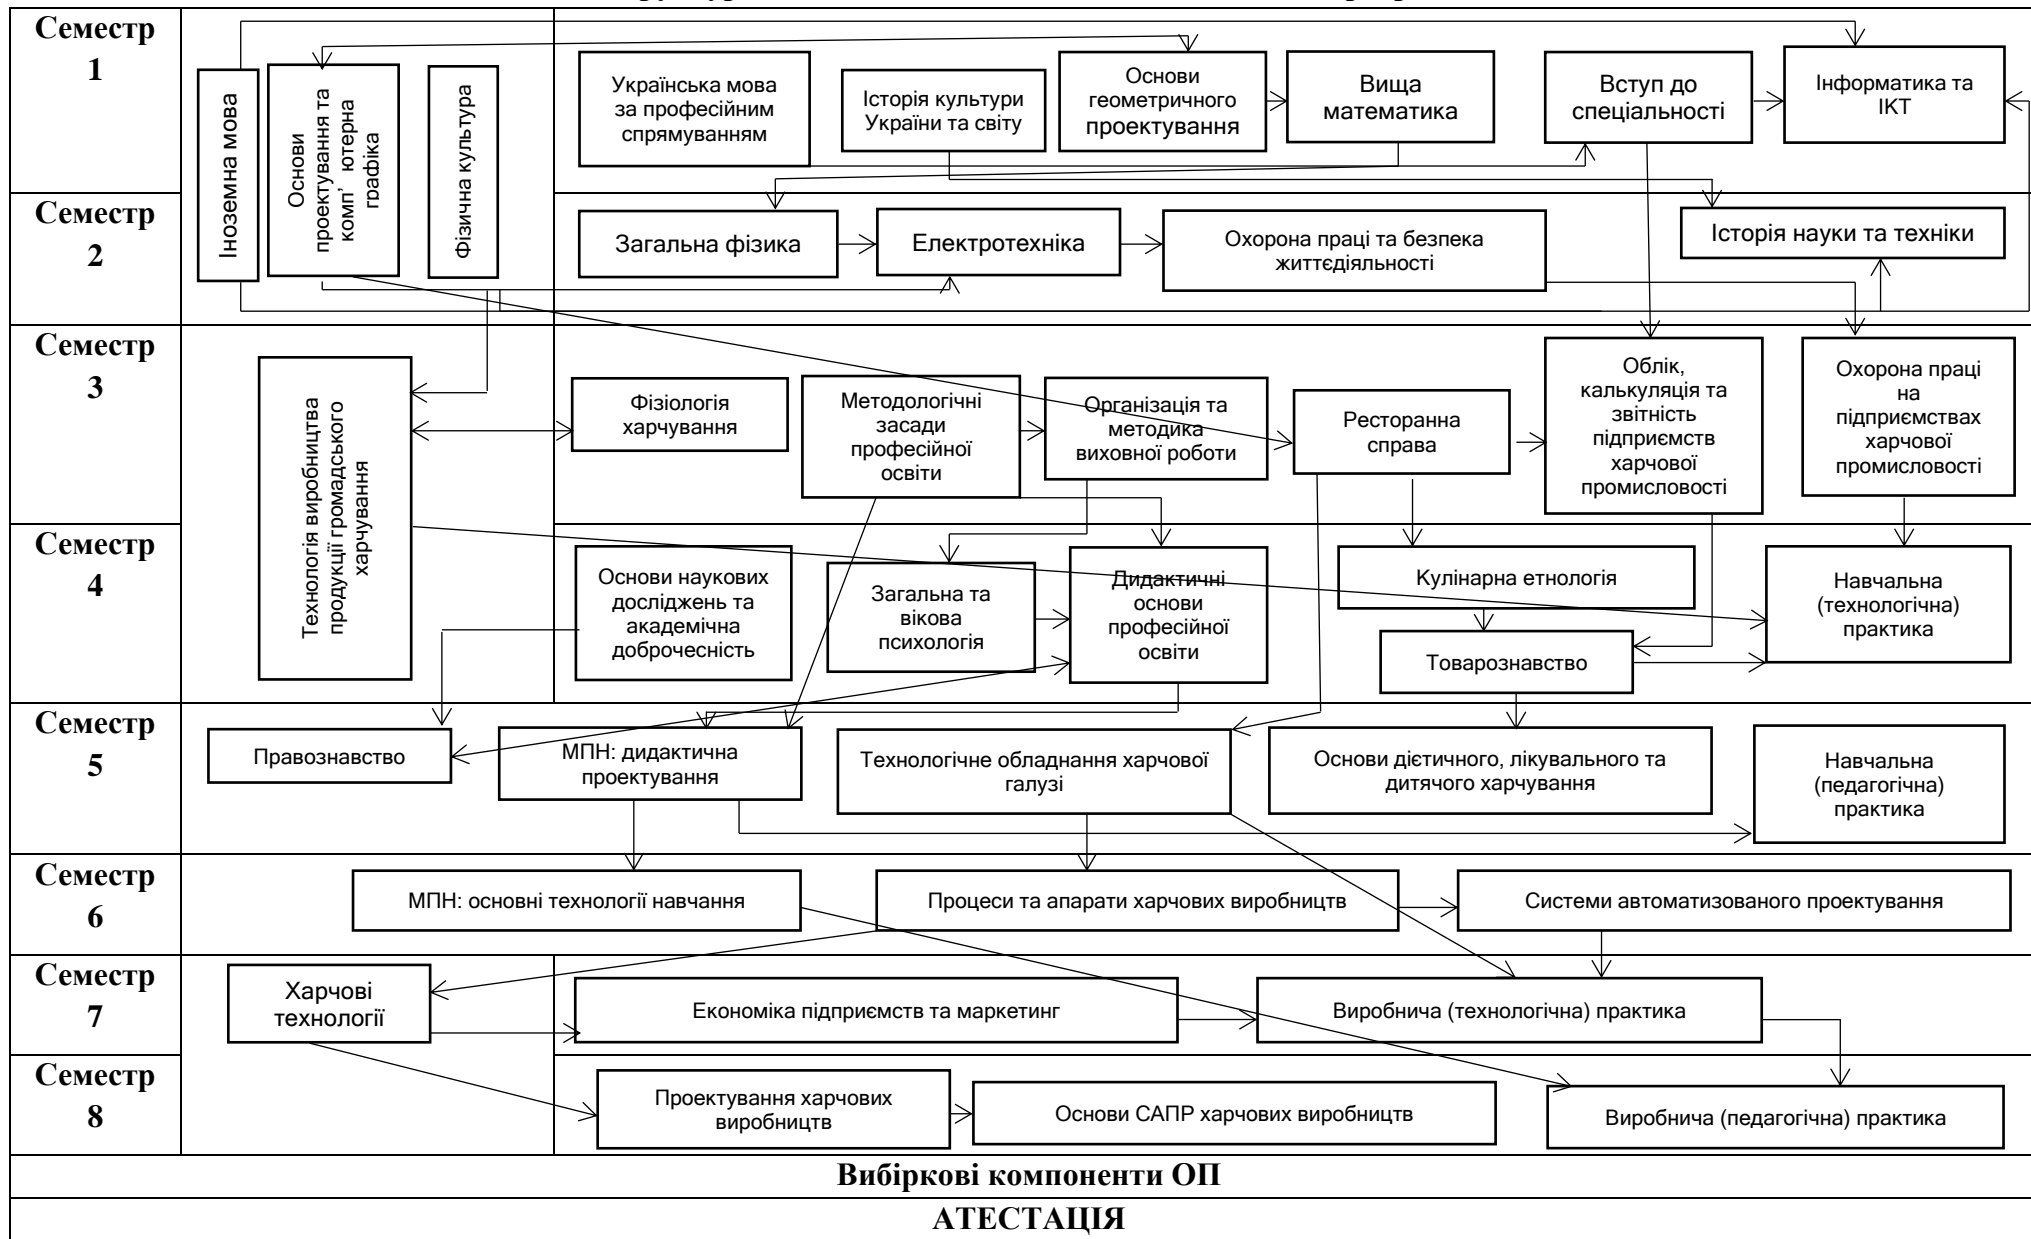 Семестр
1
Іноземна мова
Основи
проектування та
комп’ютерна
графіка
Фізична культура
Українська мова
за професійним
спрямуванням
Історія культури
України та світу
Основи
геометричного
проектування
Вища
математика
Вступ до
спеціальності
Інформатика та
ІКТ
Семестр
2
Загальна фізика
Електротехніка
Охорона праці та безпека
життєдіяльності
Історія науки та техніки
Семестр
3
Технологія виробництва
продукції громадського
харчування
Фізіологія
харчування
Методологічні
засади
професійної
освіти
Організація та
методика
виховної роботи
Ресторанна
справа
Облік,
калькуляція та
звітність
підприємств
харчової
промисловості
Охорона праці
на
підприємствах
харчової
промисловості
Семестр
4
Основи наукових
досліджень та
академічна
доброчесність
Загальна та
вікова
психологія
Дидактичні
основи
професійної
освіти
Кулінарна етнологія
Товарознавство
Навчальна
(технологічна)
практика
Семестр
5
Правознавство
МПН: дидактична
проектування
Технологічне обладнання харчової
галузі
Основи дієтичного, лікувального та
дитячого харчування
Навчальна
(педагогічна)
практика
Семестр
6
МПН: основні технології навчання
Процеси та апарати харчових виробництв
Системи автоматизованого проектування
Семестр
7
Харчові
технології
Економіка підприємств та маркетинг
Виробнича (технологічна) практика
Семестр
8
Проектування харчових
виробництв
Основи САПР харчових виробництв
Виробнича (педагогічна) практика
Вибіркові компоненти ОП
АТЕСТАЦІЯ